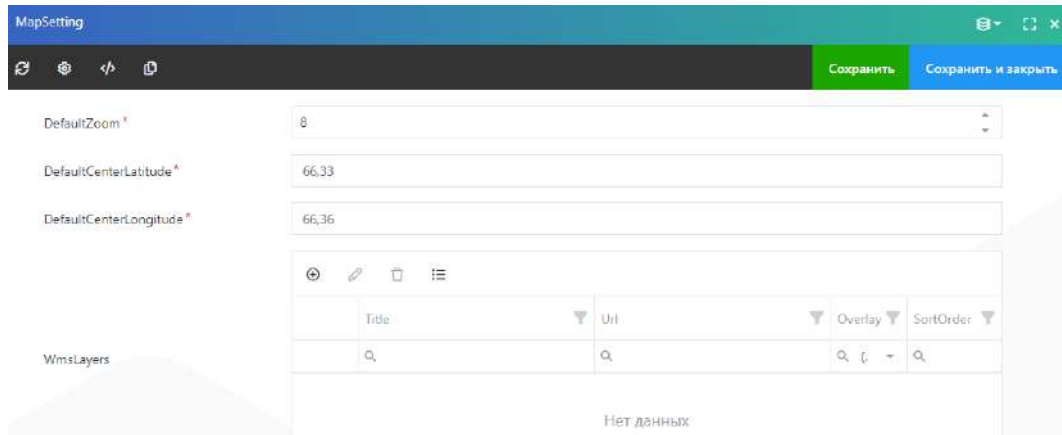 MapSetting
Сохранить
Сохранить и закрыть
DefaultZoom *
8
DefaultCenterLatitude *
66,33
DefaultCenterLongitude *
66,36
Title Url Overlay SortOrder
WmsLayers
Нет данных